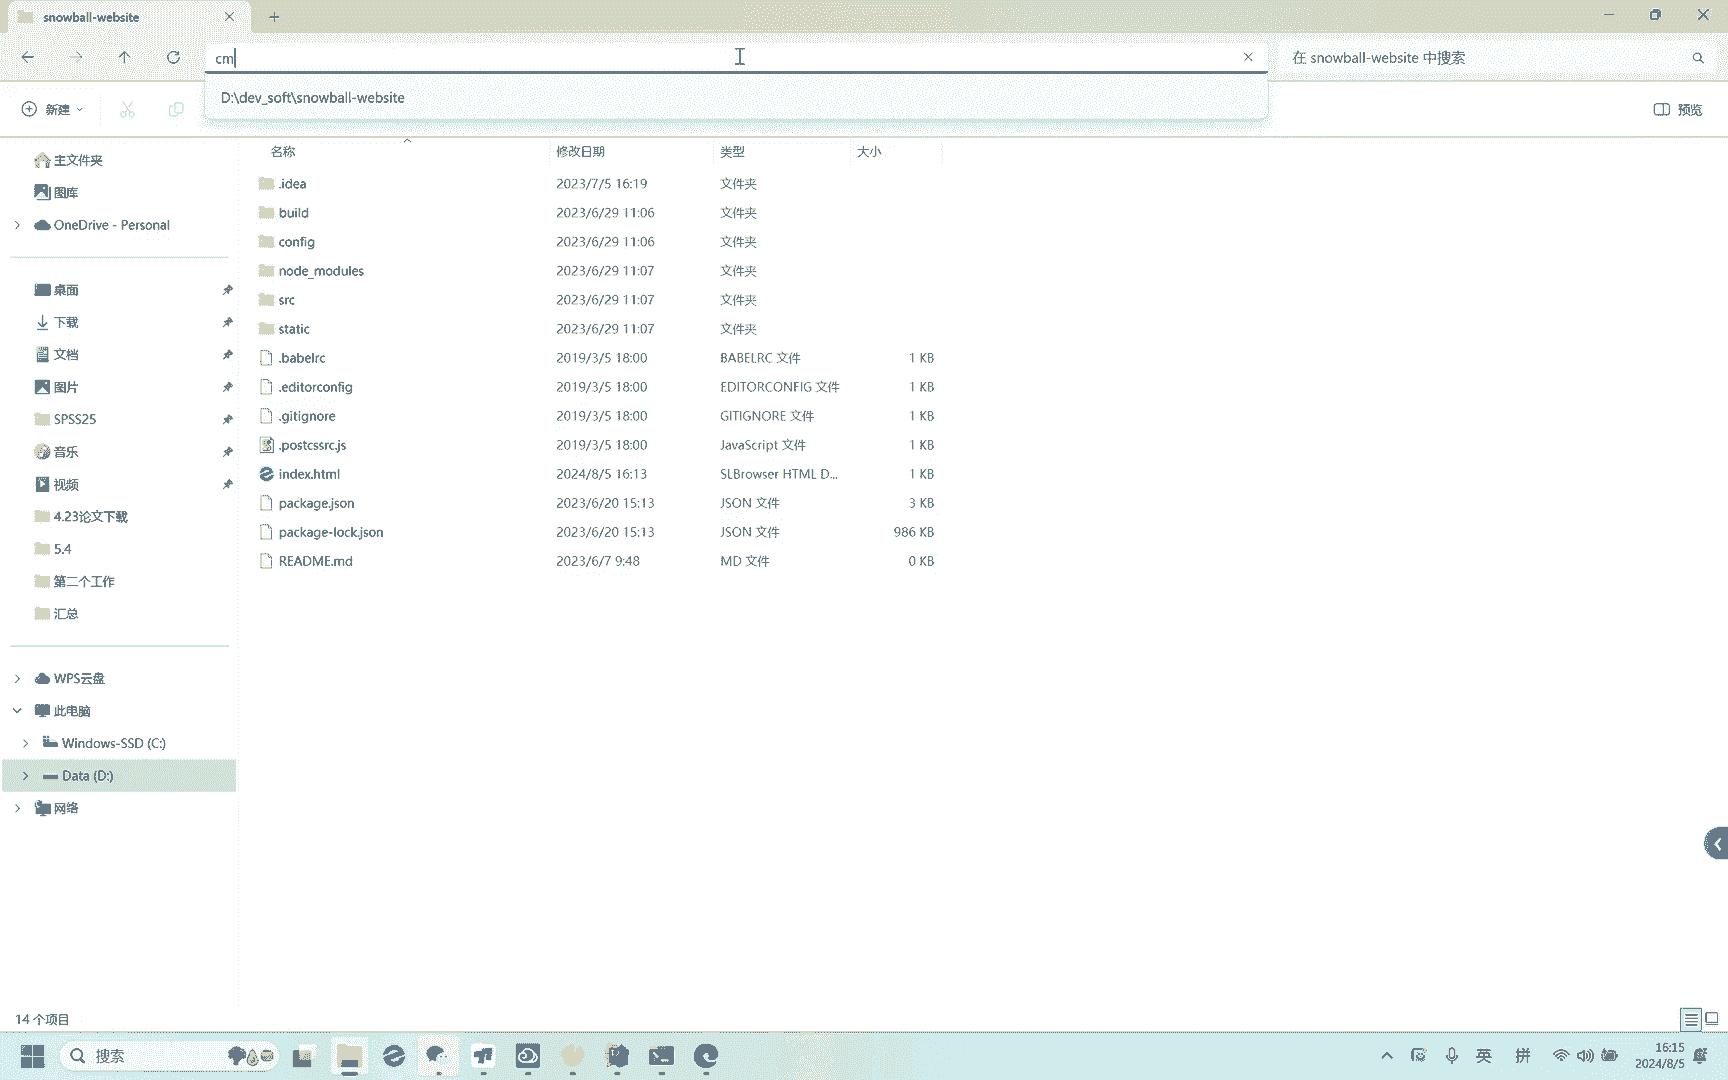 snowball-website
cm
在 snowball-website 中搜索
D:\dev_soft\snowball-website
新建
预览
名称 修改日期 类型 大小
主文件夹
图库
OneDrive - Personal
桌面
下载
文档
图片
SPSS25
音乐
视频
4.23论文下载
5.4
第二个工作
汇总
WPS云盘
此电脑
Windows-SSD (C:)
Data (D:)
网络
.idea 2023/7/5 16:19 文件夹
build 2023/6/29 11:06 文件夹
config 2023/6/29 11:06 文件夹
node_modules 2023/6/29 11:07 文件夹
src 2023/6/29 11:07 文件夹
static 2023/6/29 11:07 文件夹
.babelrc 2019/3/5 18:00 BABELRC 文件 1 KB
.editorconfig 2019/3/5 18:00 EDITORCONFIG 文件 1 KB
.gitignore 2019/3/5 18:00 GITIGNORE 文件 1 KB
.postcssrc.js 2019/3/5 18:00 JavaScript 文件 1 KB
index.html 2024/8/5 16:13 SLBrowser HTML D... 1 KB
package.json 2023/6/20 15:13 JSON 文件 3 KB
package-lock.json 2023/6/20 15:13 JSON 文件 986 KB
README.md 2023/6/7 9:48 MD 文件 0 KB
14 个项目
搜索
英 拼
16:15
2024/8/5